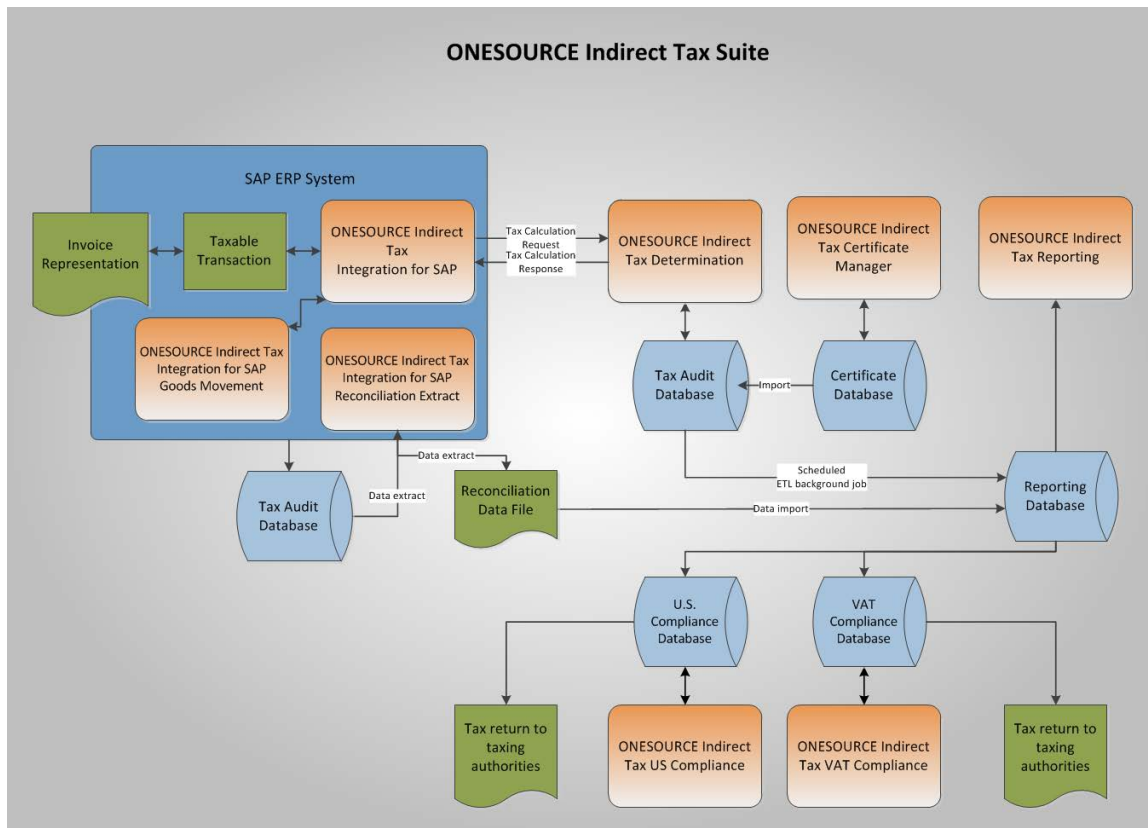 ONESOURCE Indirect Tax Suite
SAP ERP System
Invoice
Representation
Taxable
Transaction
ONESOURCE Indirect
Tax
Integration for SAP
Tax Calculation
Request
Tax Calculation
Response
ONESOURCE Indirect
Tax Determination
ONESOURCE Indirect
Tax Certificate
Manager
ONESOURCE Indirect
Tax Reporting
ONESOURCE Indirect Tax
Integration for SAP
Goods Movement
ONESOURCE Indirect Tax
Integration for SAP
Reconciliation Extract
Tax Audit
Database
Import
Certificate
Database
Data extract
Scheduled
ETL background job
Tax Audit
Database
Data extract
Reconciliation
Data File
Data import
Reporting
Database
U.S.
Compliance
Database
VAT
Compliance
Database
Tax return to
taxing
authorities
ONESOURCE Indirect
Tax US Compliance
ONESOURCE Indirect
Tax VAT Compliance
Tax return to
taxing
authorities